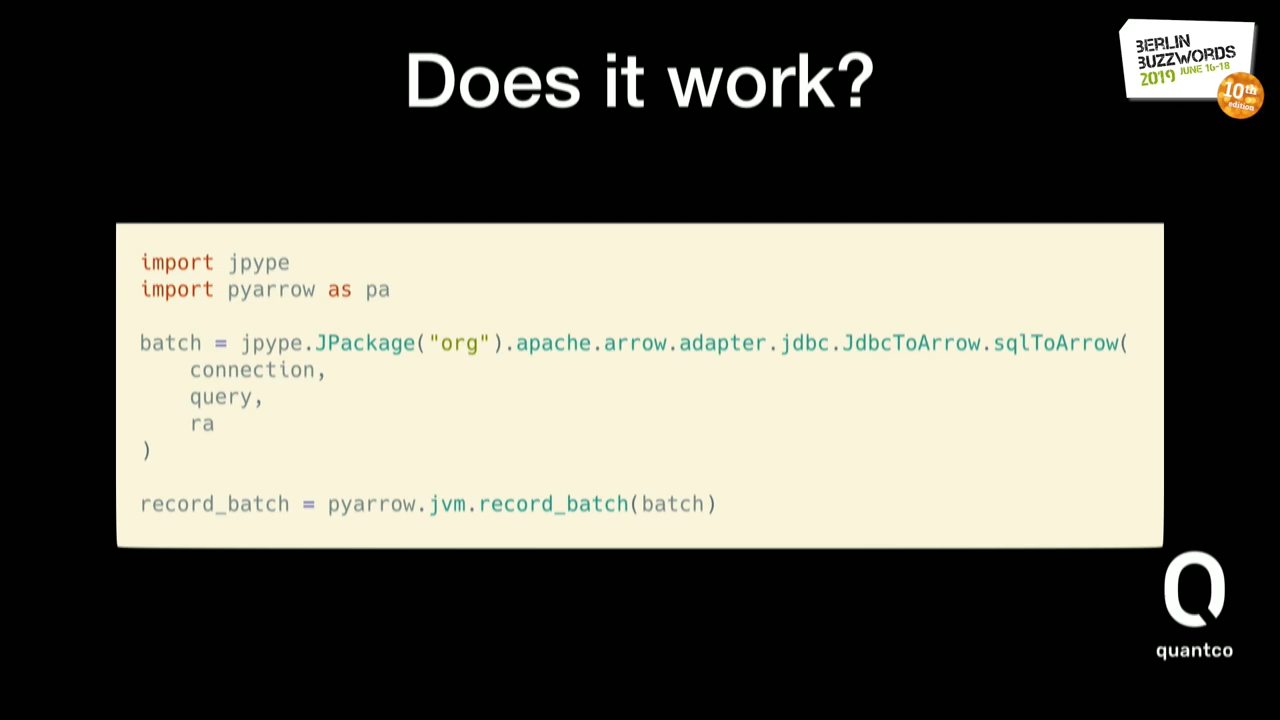 Does it work?
BERLIN
BUZZWORDS
2019 JUNE 16-18
10th
edition
import jpype
import pyarrow as pa
batch = jpype.JPackage("org").apache.arrow.adapter.jdbc.JdbcToArrow.sqlToArrow(
    connection,
    query,
    ra
)
record_batch = pyarrow.jvm.record_batch(batch)
Q
quantco